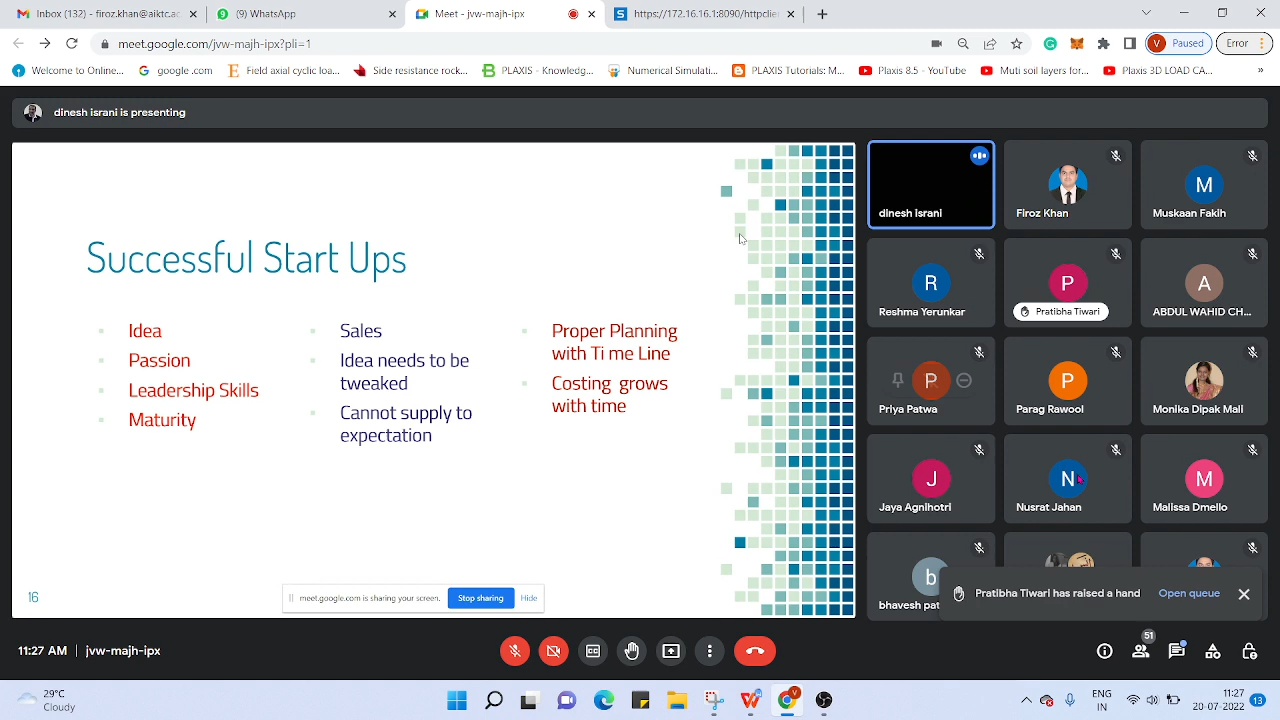 Inbox (310) - firoz.khan@aktc.ac
(9) WhatsApp
Meet - jvw-majh-ipx
https://172.16.16.1:8090/httpclie
meet.google.com/jvw-majh-ipx?pli=1
V Paused
Error
Welcome to Online...
google .com
Field axzcyclic loa...
Side resistance rock...
PLAXIS - Knowledg...
Numerical Simulati...
PLAXIS Tutorials: M...
Plaxis 8.5 - YouTube
Muti soil layers for...
Plaxis 3D LOAD CA...
»
dinesh israni is presenting
Successful Start Ups
Idea
Passion
Leadership Skills
Maturity
Sales
Idea needs to be
tweaked
Cannot supply to
expectation
Proper Planning
with Ti me Line
Costing grows
with time
16
meet.google.com is sharing your screen.
Stop sharing
Hide
dinesh israni
Firoz Khan
M
Muskaan Fakih
R
Reshma Yerunkar
P
Pratibha Tiwari
A
ABDUL WAHID CH...
P
Priya Patwa
P
Parag Rawool
Monika Dipak Mali
J
Jaya Agnihotri
N
Nusrat Jahan
M
Malissa Dmello
b
bhavesh pat
Pratibha Tiwari has raised a hand
Open queue
11:27 AM | jvw-majh-ipx
51
29°C
Cloudy
ENG
IN
11:27
20-07-2022
13